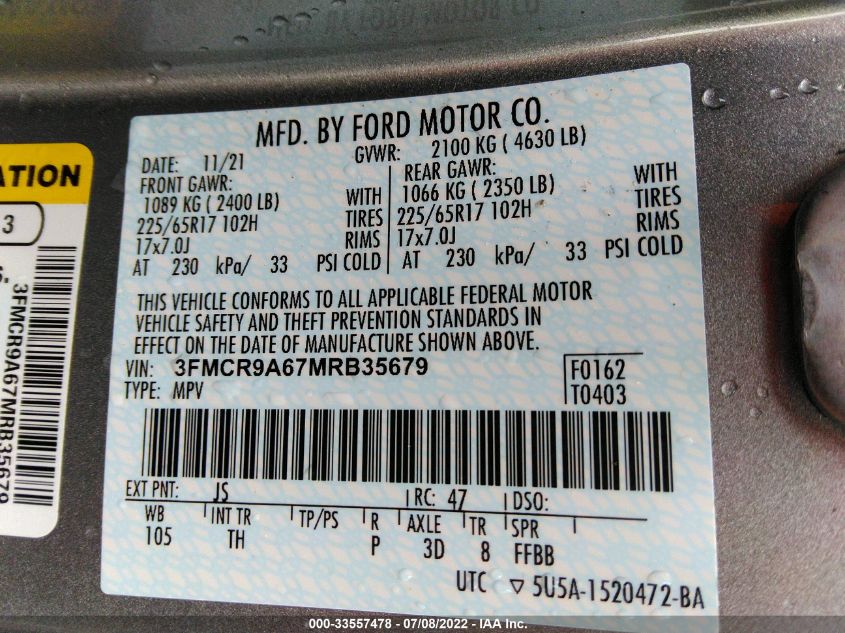 MFD. BY FORD MOTOR CO.
DATE: 11/21 GVWR: 2100 KG ( 4630 LB)
FRONT GAWR: REAR GAWR:
1089 KG ( 2400 LB) WITH 1066 KG ( 2350 LB) WITH
225/65R17 102H TIRES 225/65R17 102H TIRES
17x7.0J RIMS 17x7.0J RIMS
AT 230 kPa/ 33 PSI COLD AT 230 kPa/ 33 PSI COLD
THIS VEHICLE CONFORMS TO ALL APPLICABLE FEDERAL MOTOR
VEHICLE SAFETY AND THEFT PREVENTION STANDARDS IN
EFFECT ON THE DATE OF MANUFACTURE SHOWN ABOVE.
VIN: 3FMCR9A67MRB35679 F0162
TYPE: MPV T0403
EXT PNT: JS RC: 47 DSO:
WB INT TR TP/PS R AXLE TR SPR
105 TH P 3D 8 FFBB
UTC ▽ 5U5A-1520472-BA
ATION
3
3FMCR9A67MRB35679
000-33557478 - 07/08/2022 - IAA Inc.